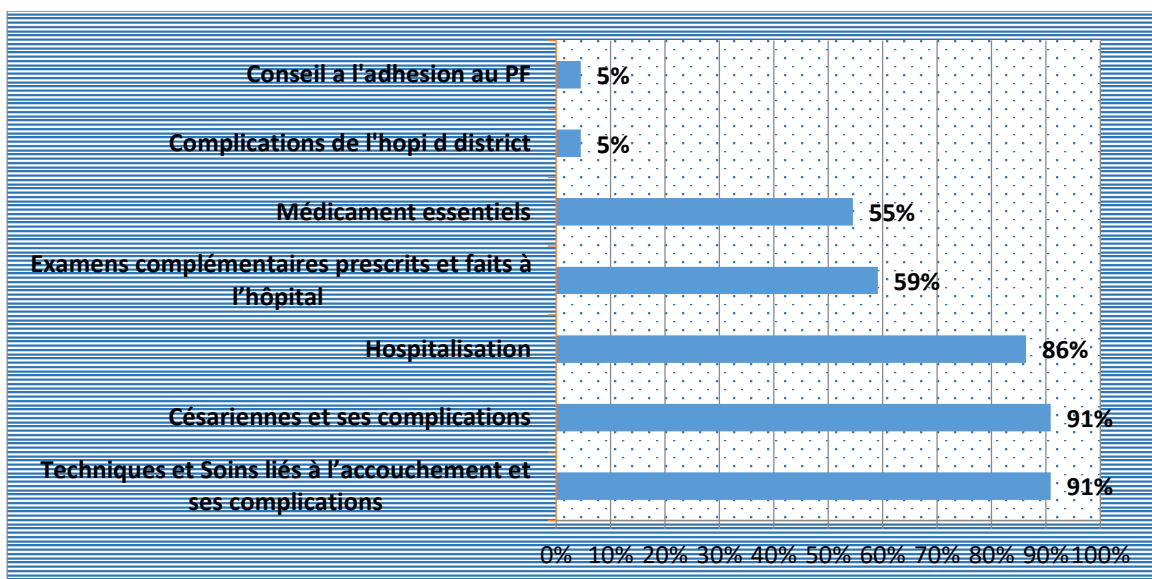 Conseil a l'adhesion au PF
5%
Complications de l'hopi d district
5%
Médicament essentiels
55%
Examens complémentaires prescrits et faits à
l’hôpital
59%
Hospitalisation
86%
Césariennes et ses complications
91%
Techniques et Soins liés à l’accouchement et
ses complications
91%
0% 10% 20% 30% 40% 50% 60% 70% 80% 90% 100%